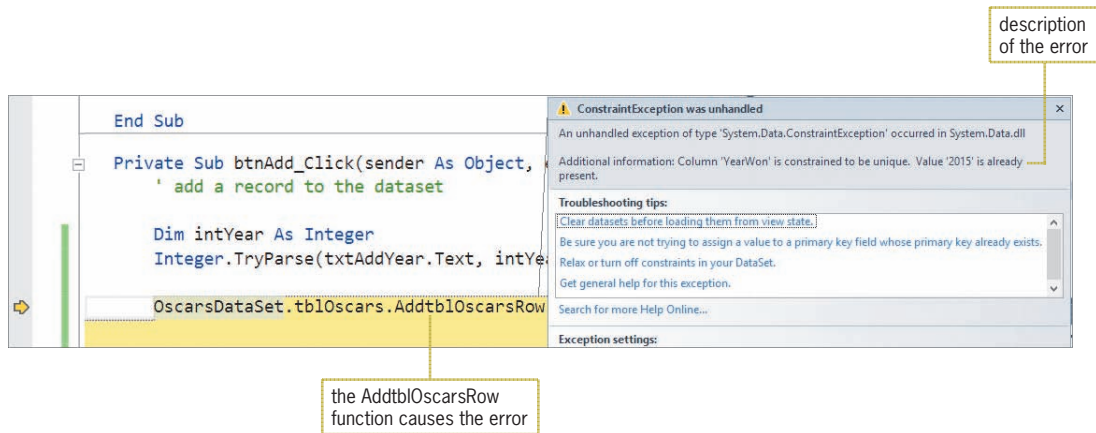 description
of the error
ConstraintException was unhandled
An unhandled exception of type 'System.Data.ConstraintException' occurred in System.Data.dll
Additional information: Column 'YearWon' is constrained to be unique. Value '2015' is already
present.
Troubleshooting tips:
Clear datasets before loading them from view state.
Be sure you are not trying to assign a value to a primary key field whose primary key already exists.
Relax or turn off constraints in your DataSet.
Get general help for this exception.
Search for more Help Online...
Exception settings:
End Sub
Private Sub btnAdd_Click(sender As Object,
' add a record to the dataset
Dim intYear As Integer
Integer.TryParse(txtAddYear.Text, intYea
OscarsDataSet.tblOscars.AddtblOscarsRow
the AddtblOscarsRow
function causes the error